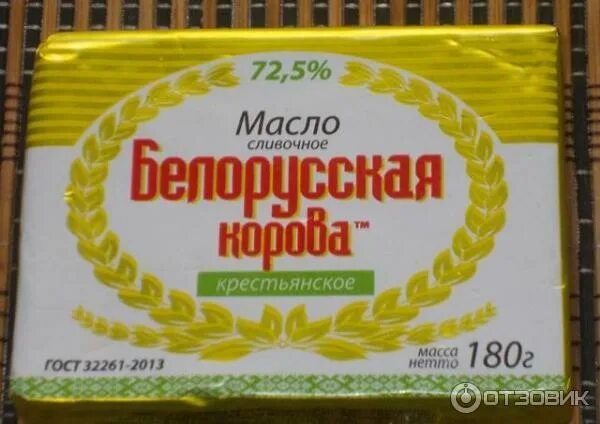 72,5%
Масло
сливочное
Белорусская
корова™
крестьянское
ГОСТ 32261-2013
масса
нетто 180г
ОТЗОВИК